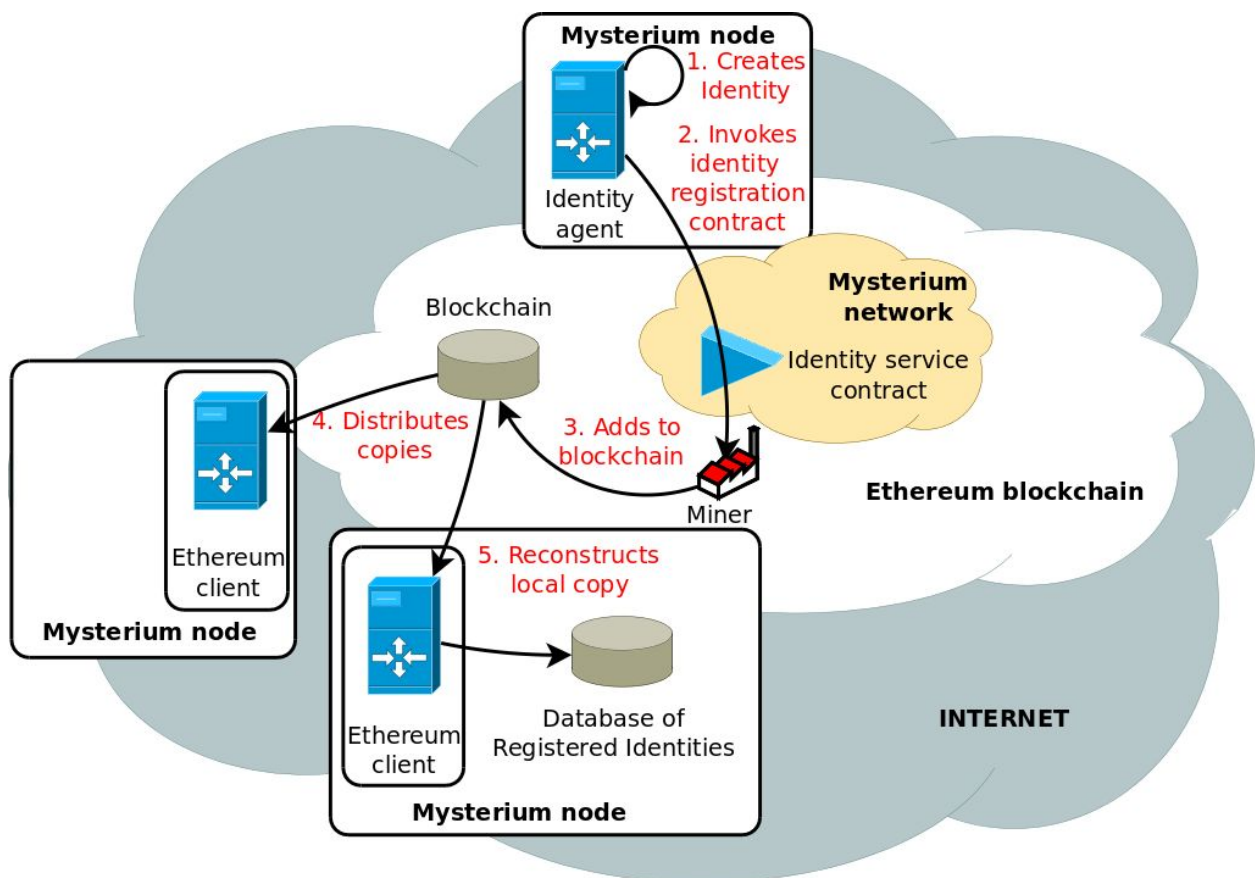 Mysterium node
1. Creates
Identity
2. Invokes
identity
registration
contract
Identity
agent
Mysterium
network
Identity service
contract
Blockchain
4. Distributes
copies
3. Adds to
blockchain
Miner
Ethereum blockchain
Ethereum
client
Mysterium node
5. Reconstructs
local copy
Ethereum
client
Database of
Registered Identities
Mysterium node
INTERNET